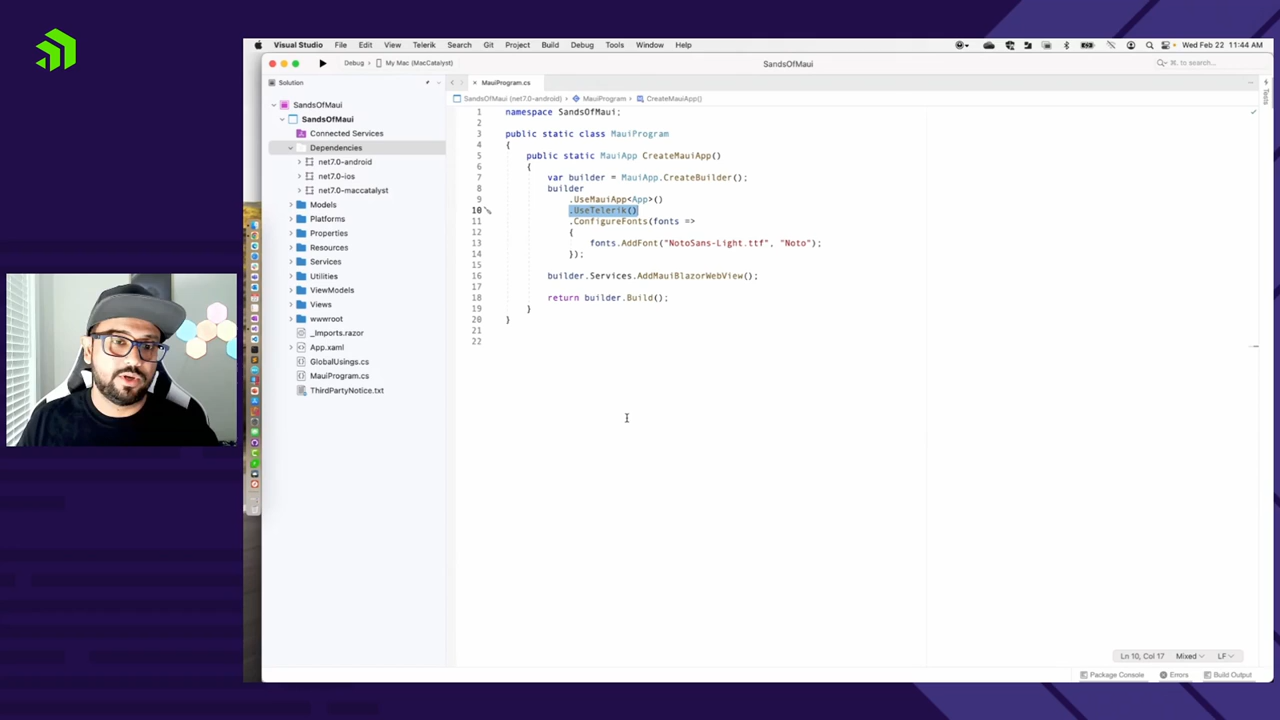 Visual Studio File Edit View Telerik Search Git Project Build Debug Tools Window Help Wed Feb 22 11:44 AM
Debug My Mac (MacCatalyst) SandsOfMaui ⌘. to search...
Solution
SandsOfMaui
SandsOfMaui
Connected Services
Dependencies
net7.0-android
net7.0-ios
net7.0-maccatalyst
Models
Platforms
Properties
Resources
Services
Utilities
ViewModels
Views
wwwroot
_Imports.razor
App.xaml
GlobalUsings.cs
MauiProgram.cs
ThirdPartyNotice.txt
MauiProgram.cs
SandsOfMaui (net7.0-android) MauiProgram CreateMauiApp()
1 namespace SandsOfMaui;
2
3 public static class MauiProgram
4 {
5 public static MauiApp CreateMauiApp()
6 {
7 var builder = MauiApp.CreateBuilder();
8 builder
9 .UseMauiApp<App>()
10 .UseTelerik()
11 .ConfigureFonts(fonts =>
12 {
13 fonts.AddFont("NotoSans-Light.ttf", "Noto");
14 });
15
16 builder.Services.AddMauiBlazorWebView();
17
18 return builder.Build();
19 }
20 }
21
22
Tests
Ln 10, Col 17 Mixed LF
Package Console Errors Build Output